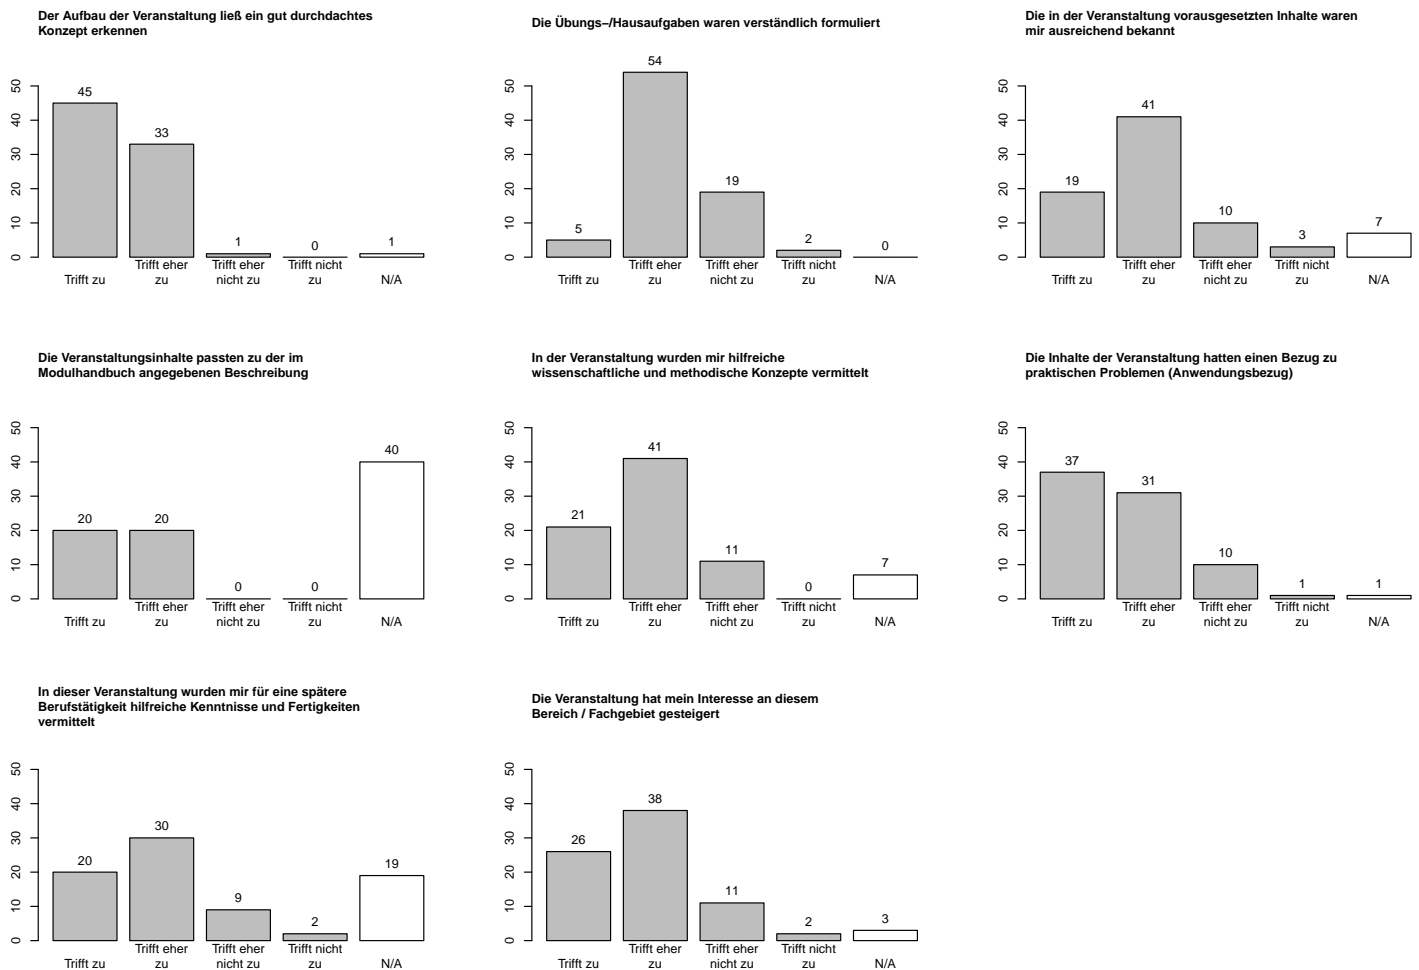 Der Aufbau der Veranstaltung ließ ein gut durchdachtes
Konzept erkennen
50
40
30
20
10
0
45
33
1
0
1
Trifft zu
Trifft eher
zu
Trifft eher
nicht zu
Trifft nicht
zu
N/A
Die Übungs–/Hausaufgaben waren verständlich formuliert
50
40
30
20
10
0
5
54
19
2
0
Trifft zu
Trifft eher
zu
Trifft eher
nicht zu
Trifft nicht
zu
N/A
Die in der Veranstaltung vorausgesetzten Inhalte waren
mir ausreichend bekannt
50
40
30
20
10
0
19
41
10
3
7
Trifft zu
Trifft eher
zu
Trifft eher
nicht zu
Trifft nicht
zu
N/A
Die Veranstaltungsinhalte passten zu der im
Modulhandbuch angegebenen Beschreibung
50
40
30
20
10
0
20
20
0
0
40
Trifft zu
Trifft eher
zu
Trifft eher
nicht zu
Trifft nicht
zu
N/A
In der Veranstaltung wurden mir hilfreiche
wissenschaftliche und methodische Konzepte vermittelt
50
40
30
20
10
0
21
41
11
0
7
Trifft zu
Trifft eher
zu
Trifft eher
nicht zu
Trifft nicht
zu
N/A
Die Inhalte der Veranstaltung hatten einen Bezug zu
praktischen Problemen (Anwendungsbezug)
50
40
30
20
10
0
37
31
10
1
1
Trifft zu
Trifft eher
zu
Trifft eher
nicht zu
Trifft nicht
zu
N/A
In dieser Veranstaltung wurden mir für eine spätere
Berufstätigkeit hilfreiche Kenntnisse und Fertigkeiten
vermittelt
50
40
30
20
10
0
20
30
9
2
19
Trifft zu
Trifft eher
zu
Trifft eher
nicht zu
Trifft nicht
zu
N/A
Die Veranstaltung hat mein Interesse an diesem
Bereich / Fachgebiet gesteigert
50
40
30
20
10
0
26
38
11
2
3
Trifft zu
Trifft eher
zu
Trifft eher
nicht zu
Trifft nicht
zu
N/A